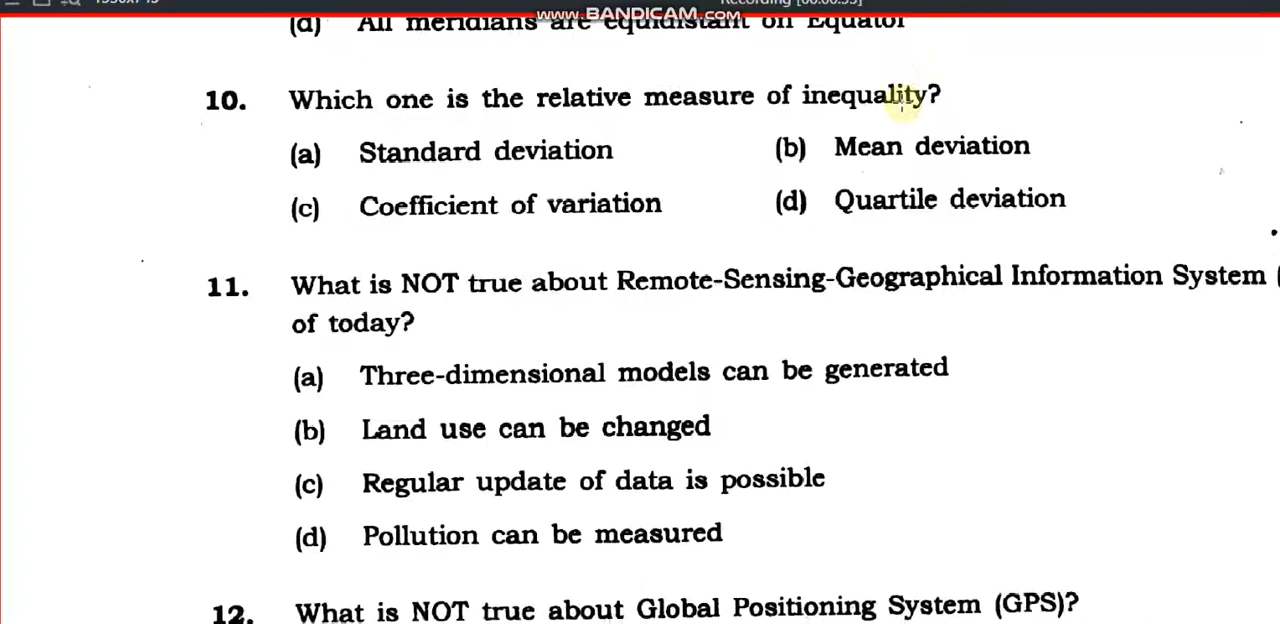 www.BANDICAM.com
(d) All meridians are equidistant on Equator
10. Which one is the relative measure of inequality?
(a) Standard deviation (b) Mean deviation
(c) Coefficient of variation (d) Quartile deviation
11. What is NOT true about Remote-Sensing-Geographical Information System (
of today?
(a) Three-dimensional models can be generated
(b) Land use can be changed
(c) Regular update of data is possible
(d) Pollution can be measured
12. What is NOT true about Global Positioning System (GPS)?